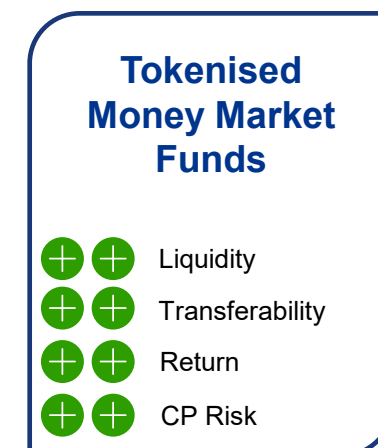 Tokenised
Money Market
Funds
Liquidity
Transferability
Return
CP Risk